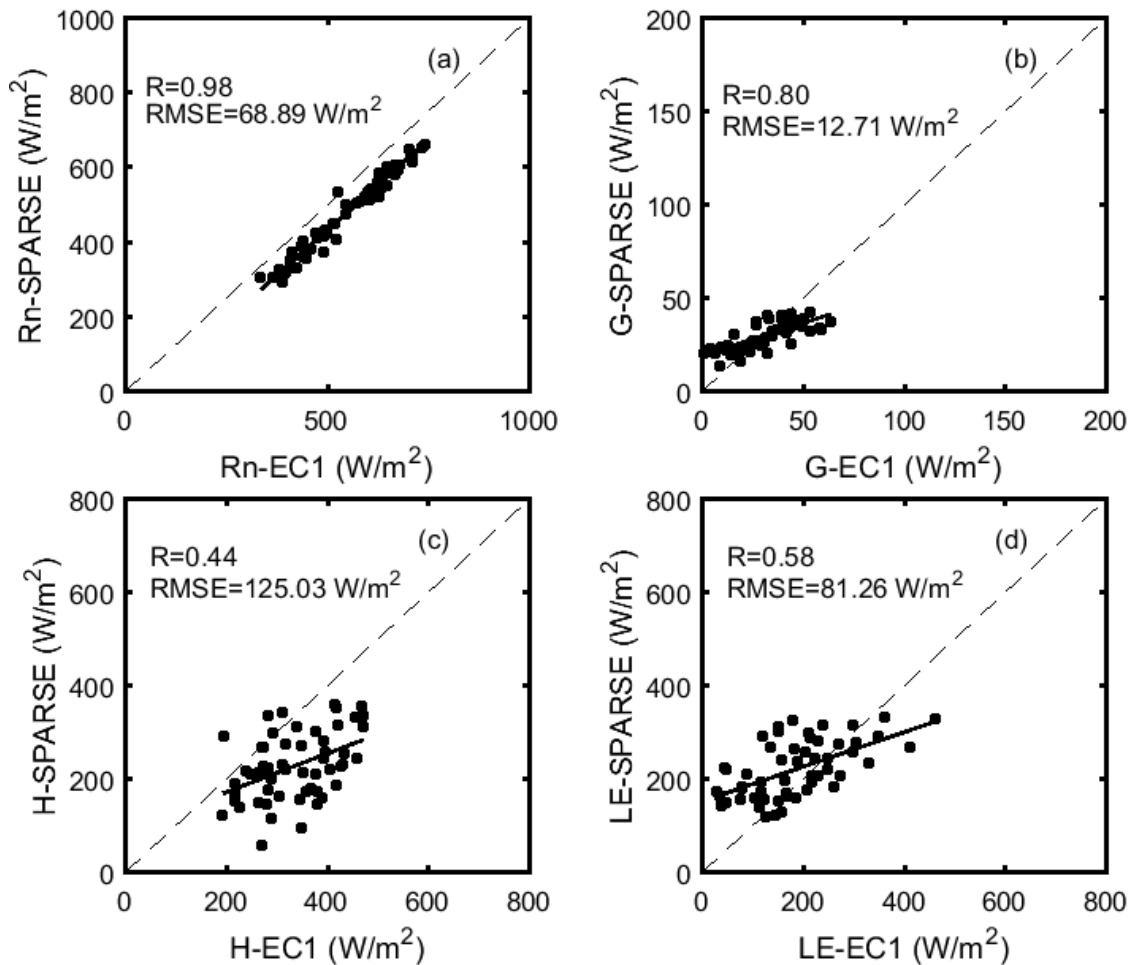 1000
800
600
400
200
0
0
500
1000
Rn-SPARSE (W/m²)
Rn-EC1 (W/m²)
(a)
R=0.98
RMSE=68.89 W/m²
200
150
100
50
0
0
50
100
150
200
G-SPARSE (W/m²)
G-EC1 (W/m²)
(b)
R=0.80
RMSE=12.71 W/m²
800
600
400
200
0
0
200
400
600
800
H-SPARSE (W/m²)
H-EC1 (W/m²)
(c)
R=0.44
RMSE=125.03 W/m²
800
600
400
200
0
0
200
400
600
800
LE-SPARSE (W/m²)
LE-EC1 (W/m²)
(d)
R=0.58
RMSE=81.26 W/m²